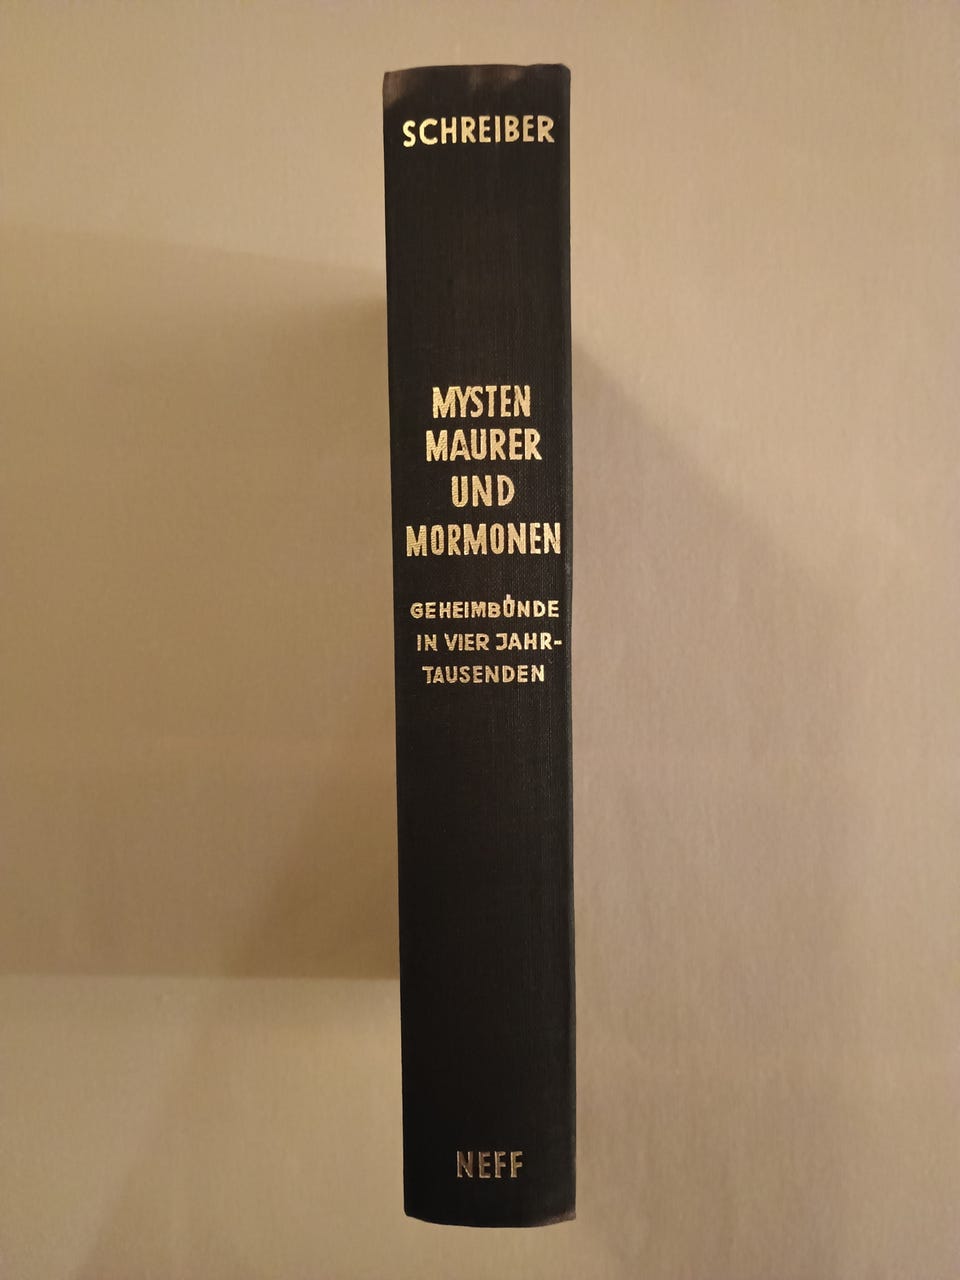 SCHREIBER
MYSTEN
MAURER
UND
MORMONEN
GEHEIMBÜNDE
IN VIER JAHR-
TAUSENDEN
NEFF